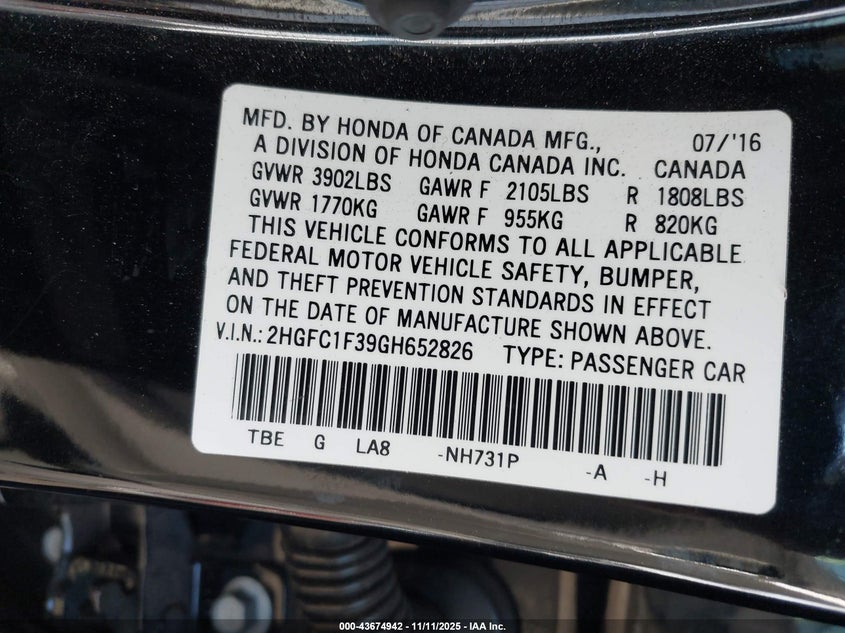 MFD. BY HONDA OF CANADA MFG., 07/'16
A DIVISION OF HONDA CANADA INC. CANADA
GVWR 3902LBS GAWR F 2105LBS R 1808LBS
GVWR 1770KG GAWR F 955KG R 820KG
THIS VEHICLE CONFORMS TO ALL APPLICABLE
FEDERAL MOTOR VEHICLE SAFETY, BUMPER,
AND THEFT PREVENTION STANDARDS IN EFFECT
ON THE DATE OF MANUFACTURE SHOWN ABOVE.
V.I.N.: 2HGFC1F39GH652826 TYPE: PASSENGER CAR
TBE G LA8 -NH731P -A -H
000-43674942 - 11/11/2025 - IAA Inc.